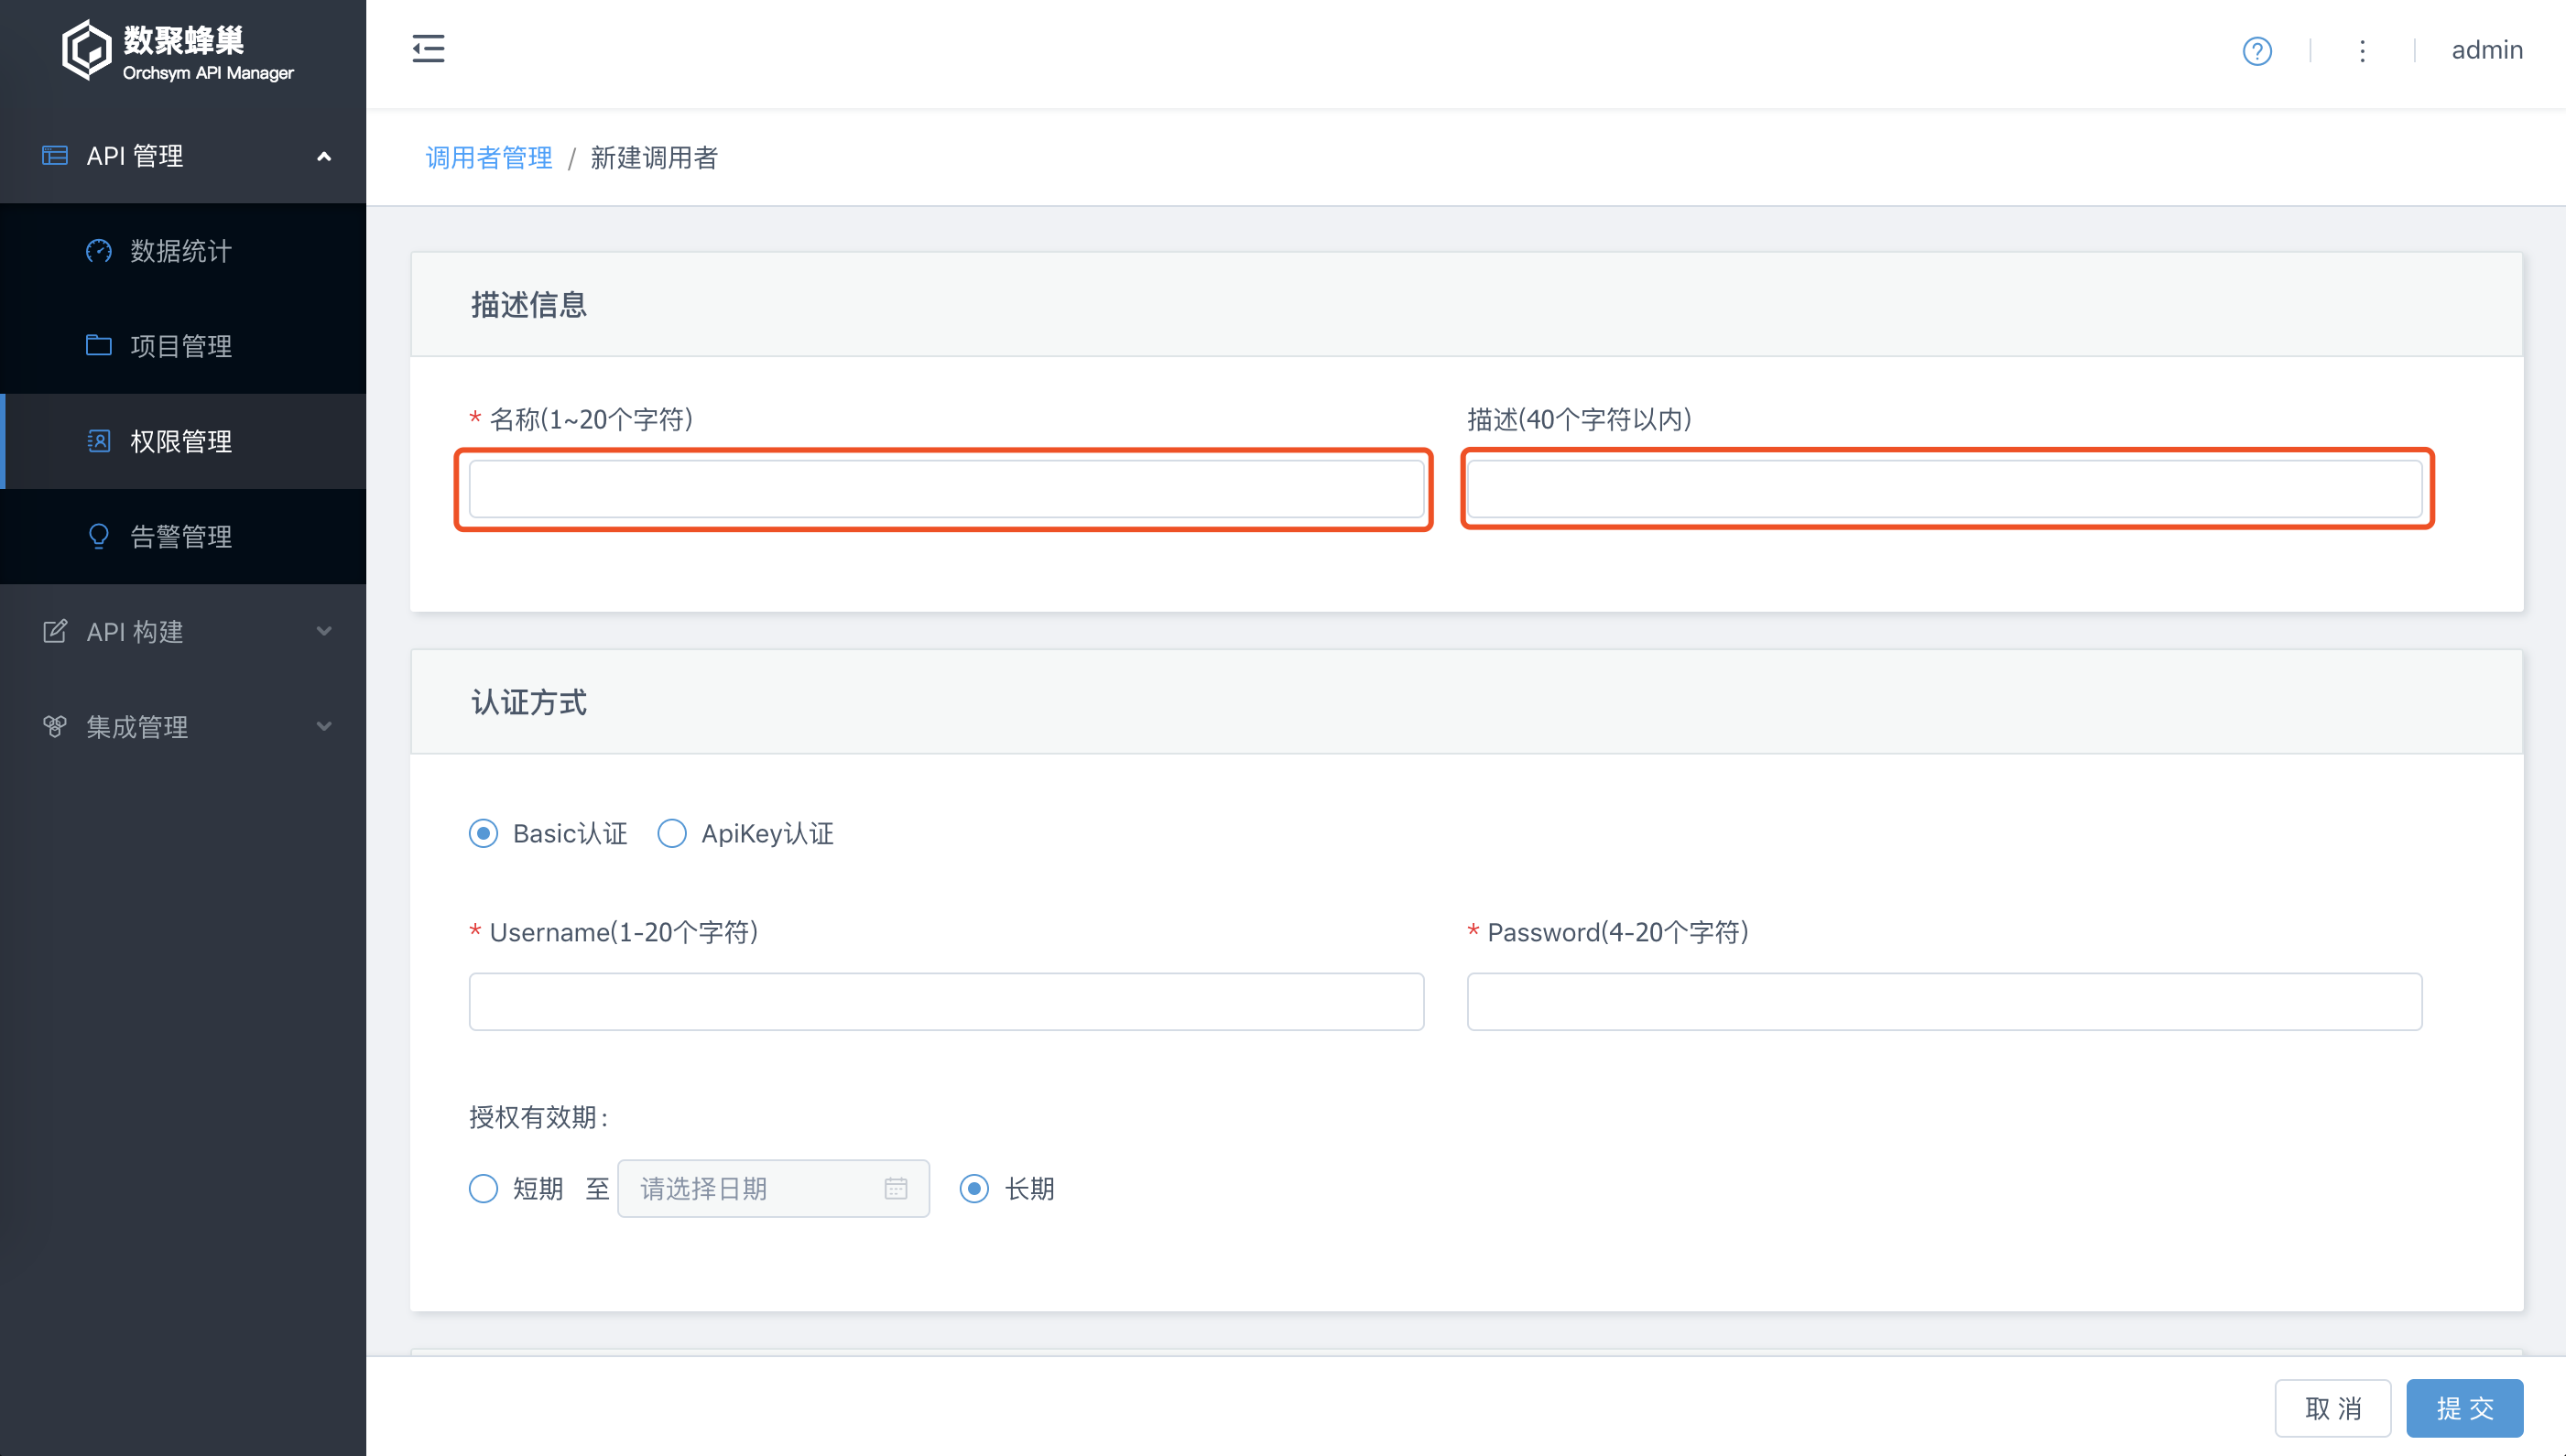 数聚蜂巢
Orchsym API Manager
API 管理
数据统计
项目管理
权限管理
告警管理
API 构建
集成管理
admin
调用者管理 / 新建调用者
描述信息
* 名称(1~20个字符)
描述(40个字符以内)
认证方式
Basic认证 ApiKey认证
* Username(1-20个字符)
* Password(4-20个字符)
授权有效期:
短期 至 请选择日期 长期
取 消
提 交